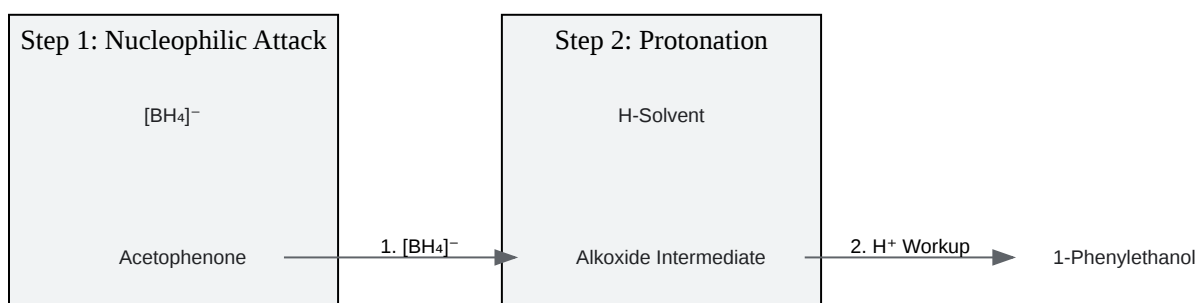 Step 1: Nucleophilic Attack
[BH₄]⁻
Acetophenone
1. [BH₄]⁻
Step 2: Protonation
H-Solvent
Alkoxide Intermediate
2. H⁺ Workup
1-Phenylethanol